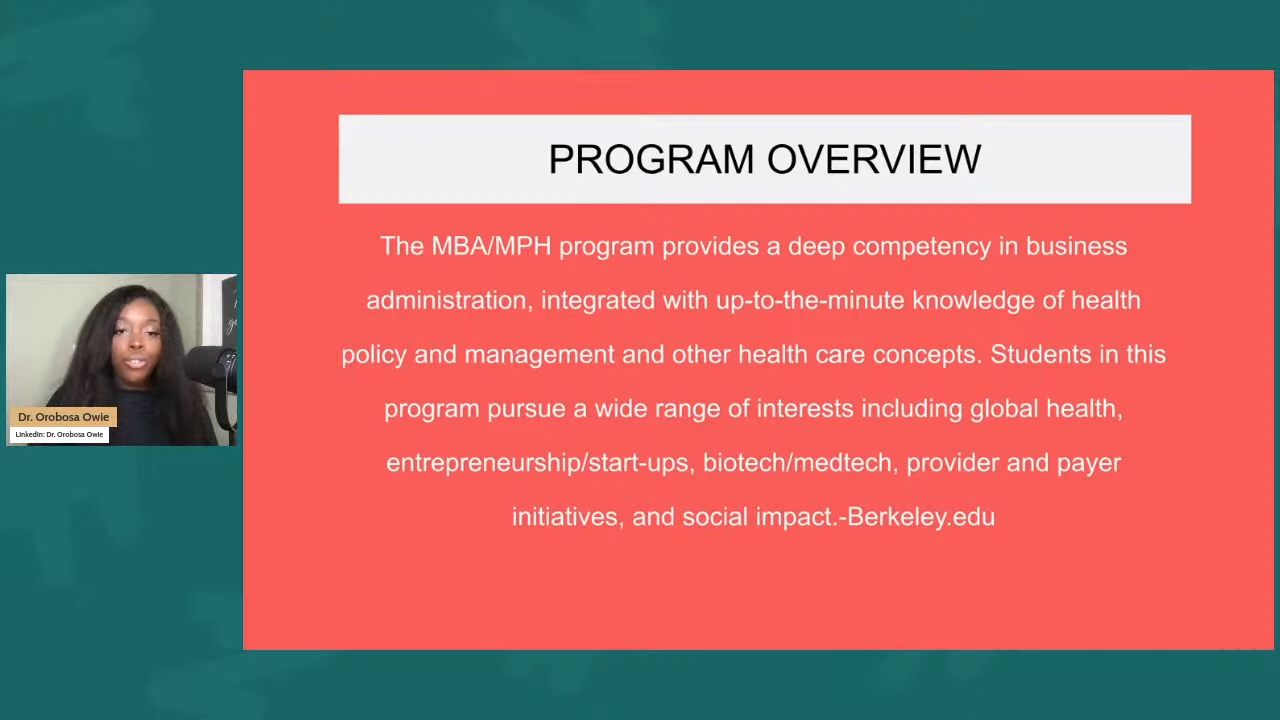 PROGRAM OVERVIEW
The MBA/MPH program provides a deep competency in business
administration, integrated with up-to-the-minute knowledge of health
policy and management and other health care concepts. Students in this
program pursue a wide range of interests including global health,
entrepreneurship/start-ups, biotech/medtech, provider and payer
initiatives, and social impact.-Berkeley.edu
Dr. Orobosa Owie
LinkedIn: Dr. Orobosa Owie